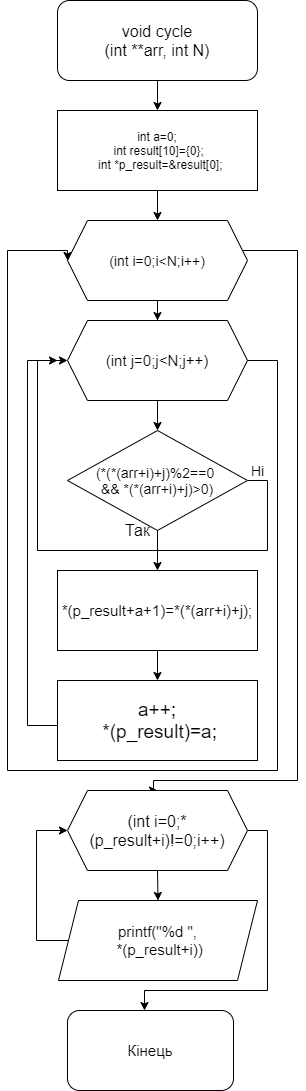 void cycle
(int **arr, int N)
int a=0;
int result[10]={0};
int *p_result=&result[0];
(int i=0;i<N;i++)
(int j=0;j<N;j++)
(*(*(arr+i)+j)%2==0
&& *(*(arr+i)+j)>0)
Ні
Так
*(p_result+a+1)=*(*(arr+i)+j);
a++;
*(p_result)=a;
(int i=0;*
(p_result+i)!=0;i++)
printf("%d ",
*(p_result+i))
Кінець